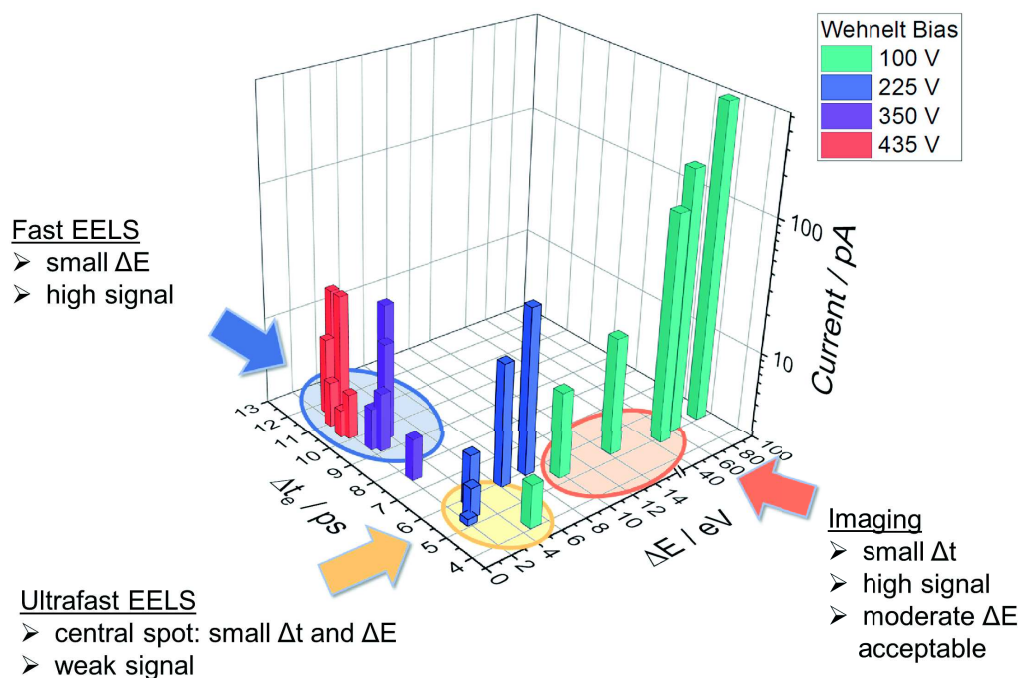 Wehnelt Bias
100 V
225 V
350 V
435 V
Fast EELS
➢ small ΔE
➢ high signal
100
10
Current / pA
13
12
11
10
9
8
7
6
5
4
Δtₑ / ps
0
2
4
6
8
10
12
14
40
60
80
100
ΔE / eV
Imaging
➢ small Δt
➢ high signal
➢ moderate ΔE
acceptable
Ultrafast EELS
➢ central spot: small Δt and ΔE
➢ weak signal